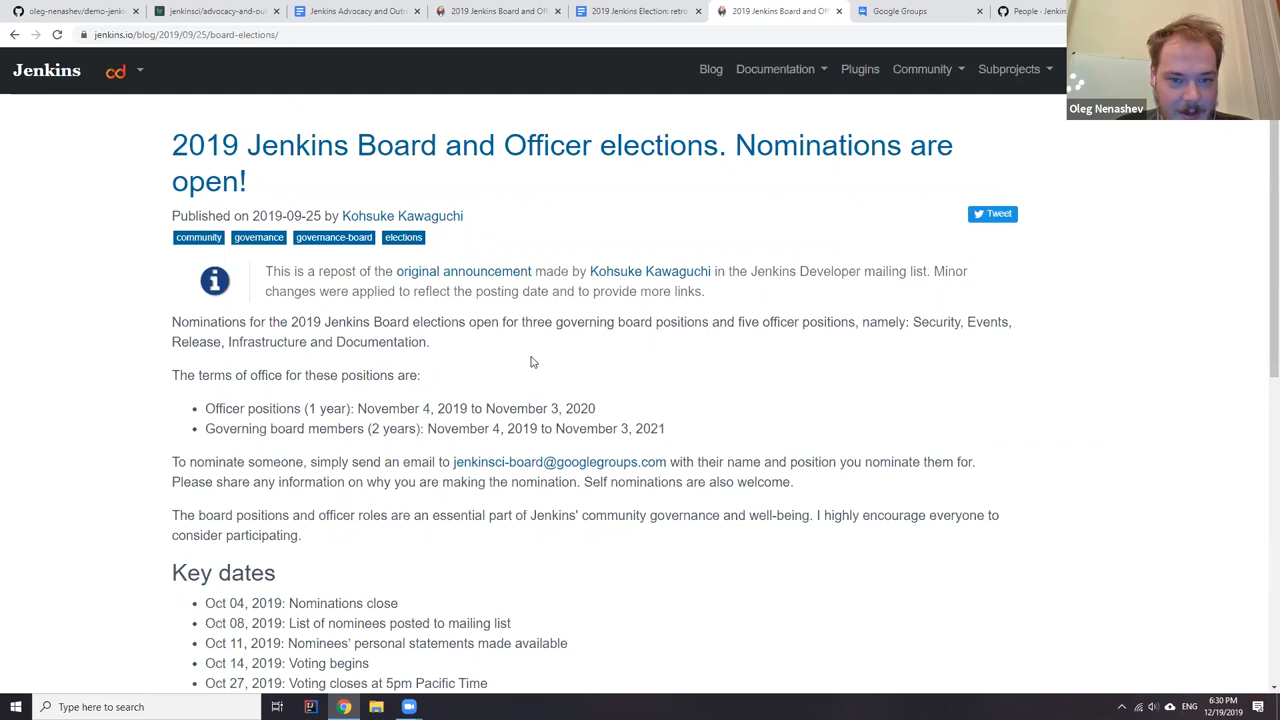 oleg-nenashev/demo-jenki
jenkinsci/advocacy-and-out
Jenkins Advocacy and Outr
2019 Jenkins Board and Off
2019 Jenkins Election: retro
2019 Jenkins Board and Off
Google Groups
People · Jenkin
jenkins.io/blog/2019/09/25/board-elections/
Jenkins
cd
Blog
Documentation
Plugins
Community
Subprojects
Oleg Nenashev
2019 Jenkins Board and Officer elections. Nominations are
open!
Published on 2019-09-25 by Kohsuke Kawaguchi
Tweet
community
governance
governance-board
elections
This is a repost of the original announcement made by Kohsuke Kawaguchi in the Jenkins Developer mailing list. Minor
changes were applied to reflect the posting date and to provide more links.
Nominations for the 2019 Jenkins Board elections open for three governing board positions and five officer positions, namely: Security, Events,
Release, Infrastructure and Documentation.
The terms of office for these positions are:
• Officer positions (1 year): November 4, 2019 to November 3, 2020
• Governing board members (2 years): November 4, 2019 to November 3, 2021
To nominate someone, simply send an email to jenkinsci-board@googlegroups.com with their name and position you nominate them for.
Please share any information on why you are making the nomination. Self nominations are also welcome.
The board positions and officer roles are an essential part of Jenkins' community governance and well-being. I highly encourage everyone to
consider participating.
Key dates
• Oct 04, 2019: Nominations close
• Oct 08, 2019: List of nominees posted to mailing list
• Oct 11, 2019: Nominees' personal statements made available
• Oct 14, 2019: Voting begins
• Oct 27, 2019: Voting closes at 5pm Pacific Time
Type here to search
ENG
6:30 PM
12/19/2019